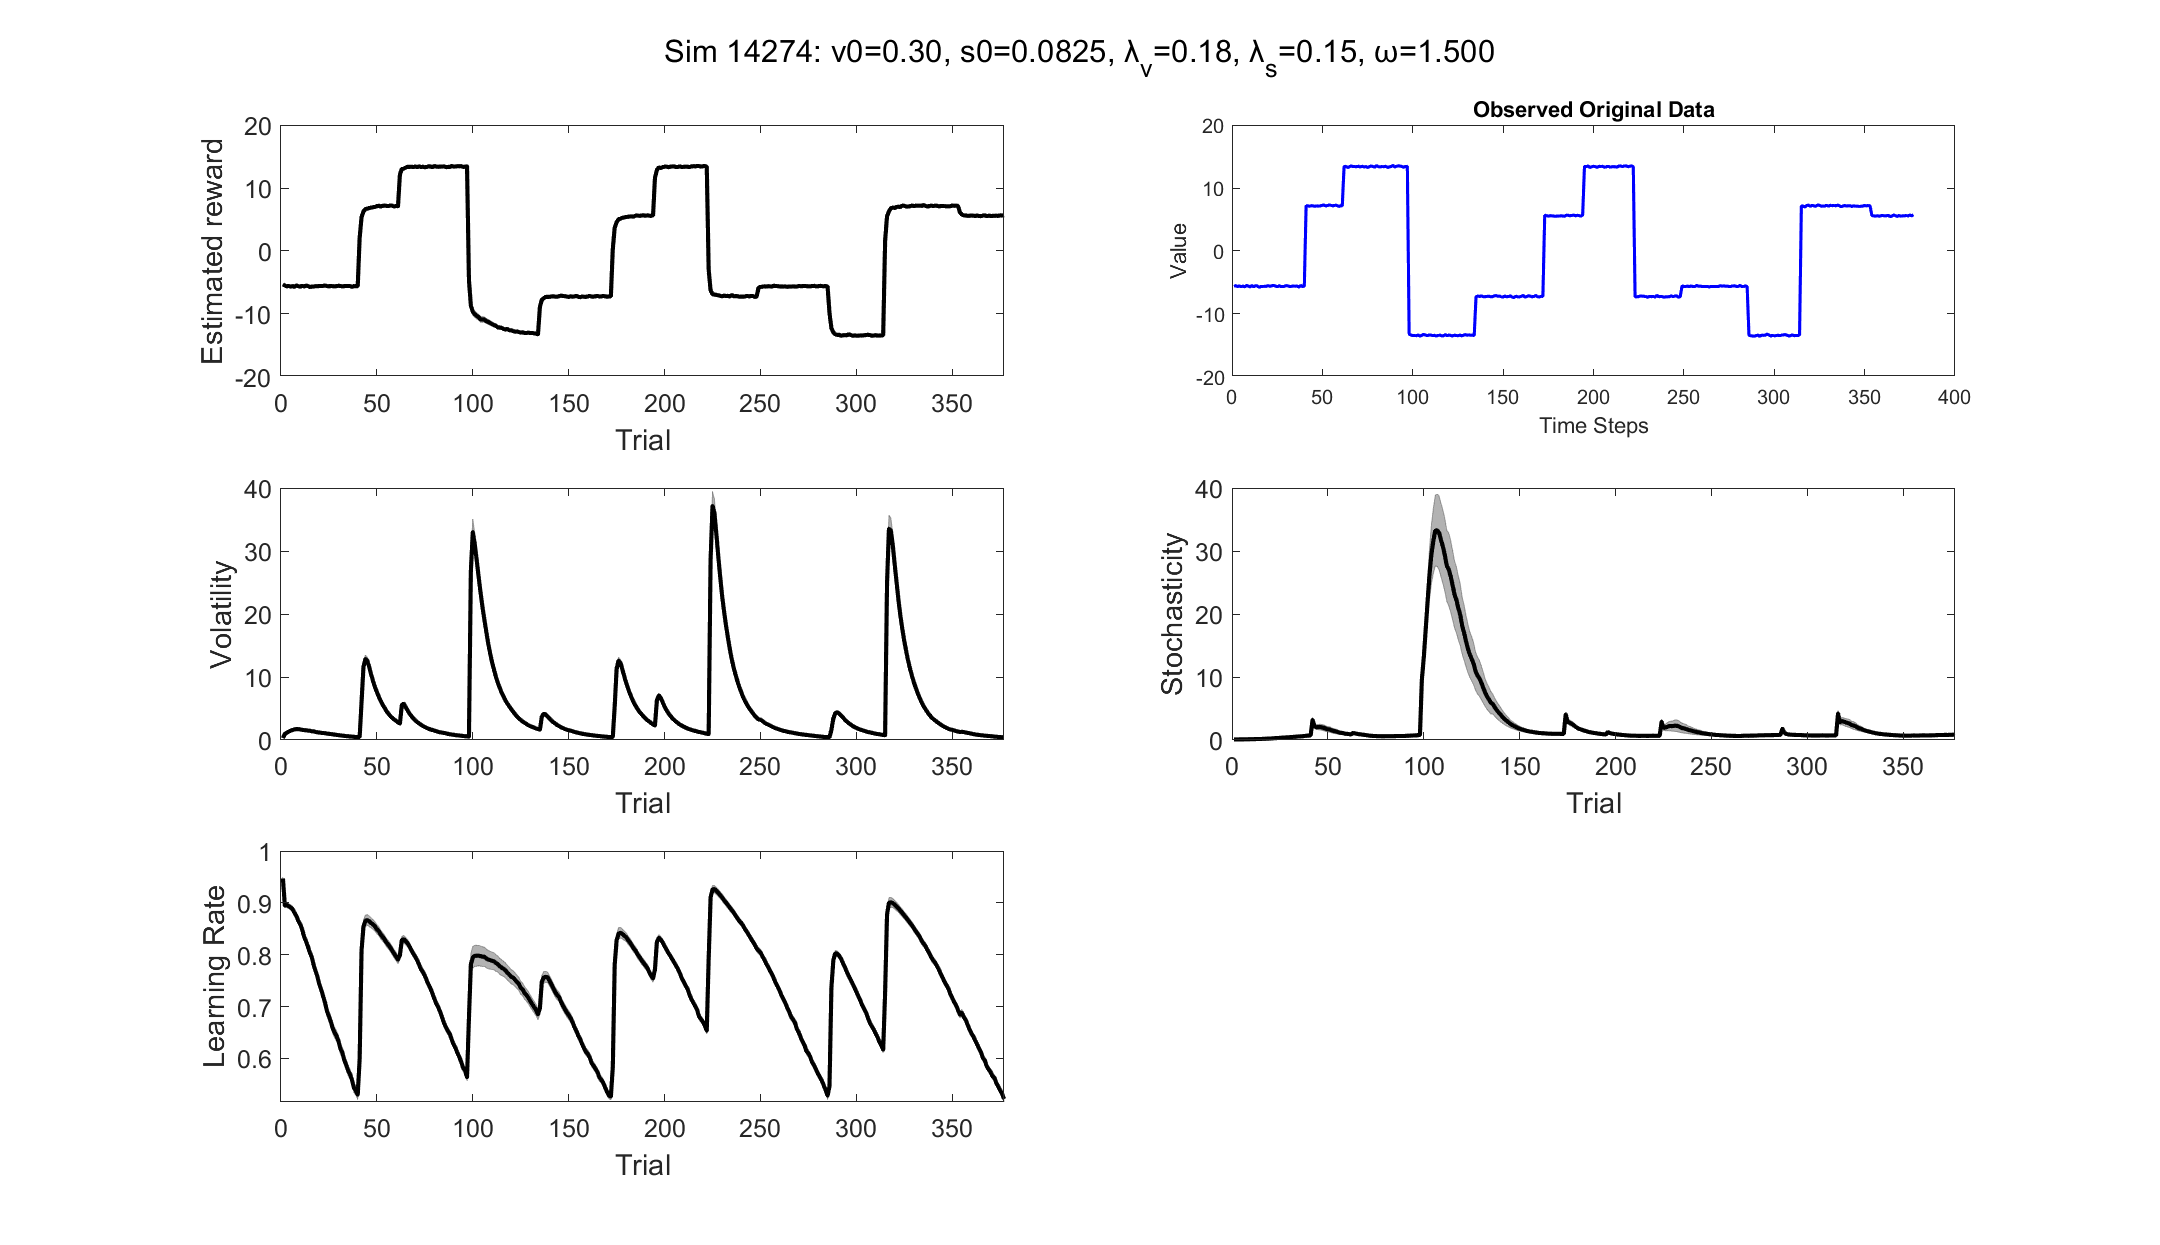 Sim 14274: v0=0.30, s0=0.0825, λv=0.18, λs=0.15, ω=1.500
Estimated reward
20
10
0
-10
-20
0 50 100 150 200 250 300 350
Trial
Observed Original Data
Value
20
10
0
-10
-20
0 50 100 150 200 250 300 350 400
Time Steps
Volatility
40
30
20
10
0
0 50 100 150 200 250 300 350
Trial
Stochasticity
40
30
20
10
0
0 50 100 150 200 250 300 350
Trial
Learning Rate
1
0.9
0.8
0.7
0.6
0 50 100 150 200 250 300 350
Trial